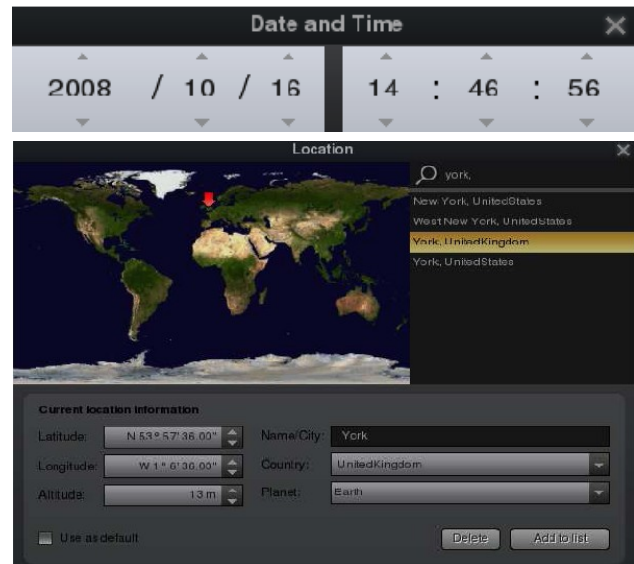 Date and Time
2008 / 10 / 16 14 : 46 : 56
Location
york,
New York, UnitedStates
West New York, UnitedStates
York, UnitedKingdom
York, UnitedStates
Current location information
Latitude: N 53° 57' 36.00" Name/City: York
Longitude: W 1° 6' 36.00" Country: UnitedKingdom
Altitude: 13 m Planet: Earth
Use as default Delete Add to list